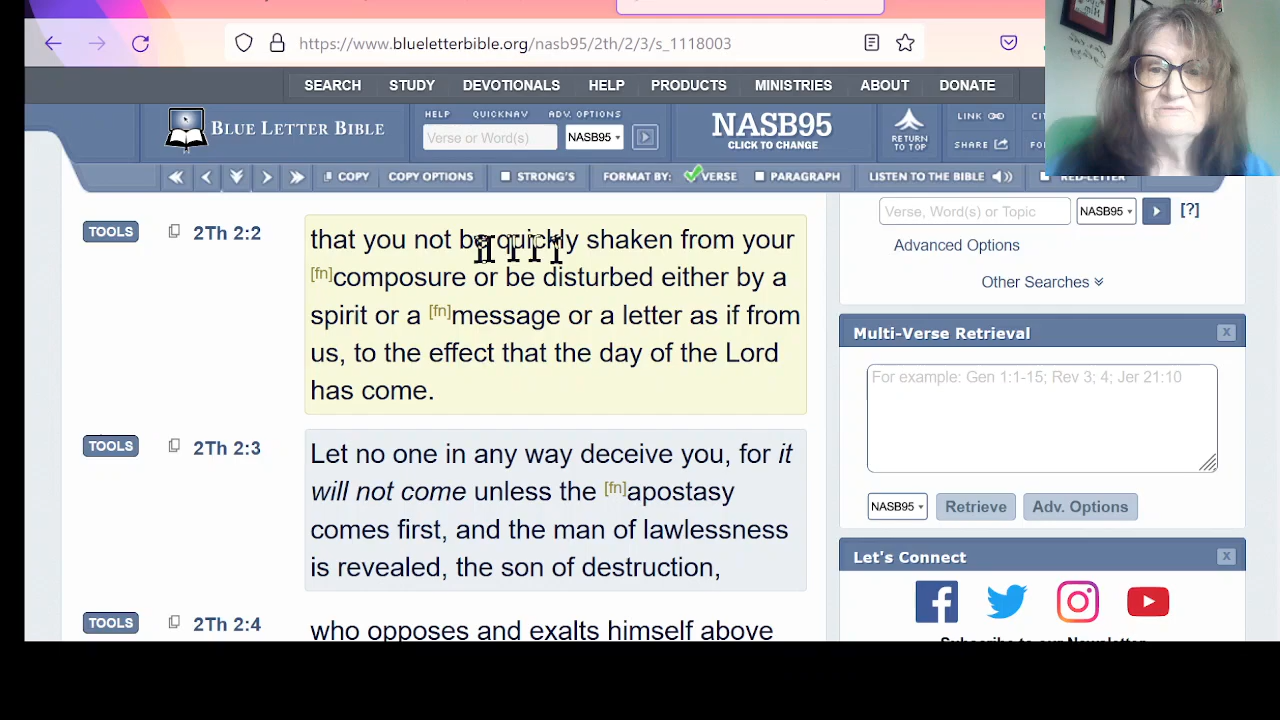 https://www.blueletterbible.org/nasb95/2th/2/3/s_1118003
SEARCH STUDY DEVOTIONALS HELP PRODUCTS MINISTRIES ABOUT DONATE
HELP QUICKNAV ADV. OPTIONS
BLUE LETTER BIBLE
Verse or Word(s) NASB95
NASB95
CLICK TO CHANGE
RETURN
TO TOP
LINK
SHARE
COPY COPY OPTIONS STRONG'S FORMAT BY: VERSE PARAGRAPH LISTEN TO THE BIBLE RED-LETTER
Verse, Word(s) or Topic NASB95 [?]
Advanced Options
Other Searches
TOOLS 2Th 2:2
that you not be quickly shaken from your
[fn]composure or be disturbed either by a
spirit or a [fn]message or a letter as if from
us, to the effect that the day of the Lord
has come.
TOOLS 2Th 2:3
Let no one in any way deceive you, for it
will not come unless the [fn]apostasy
comes first, and the man of lawlessness
is revealed, the son of destruction,
TOOLS 2Th 2:4
who opposes and exalts himself above
Multi-Verse Retrieval X
For example: Gen 1:1-15; Rev 3; 4; Jer 21:10
NASB95 Retrieve Adv. Options
Let's Connect X